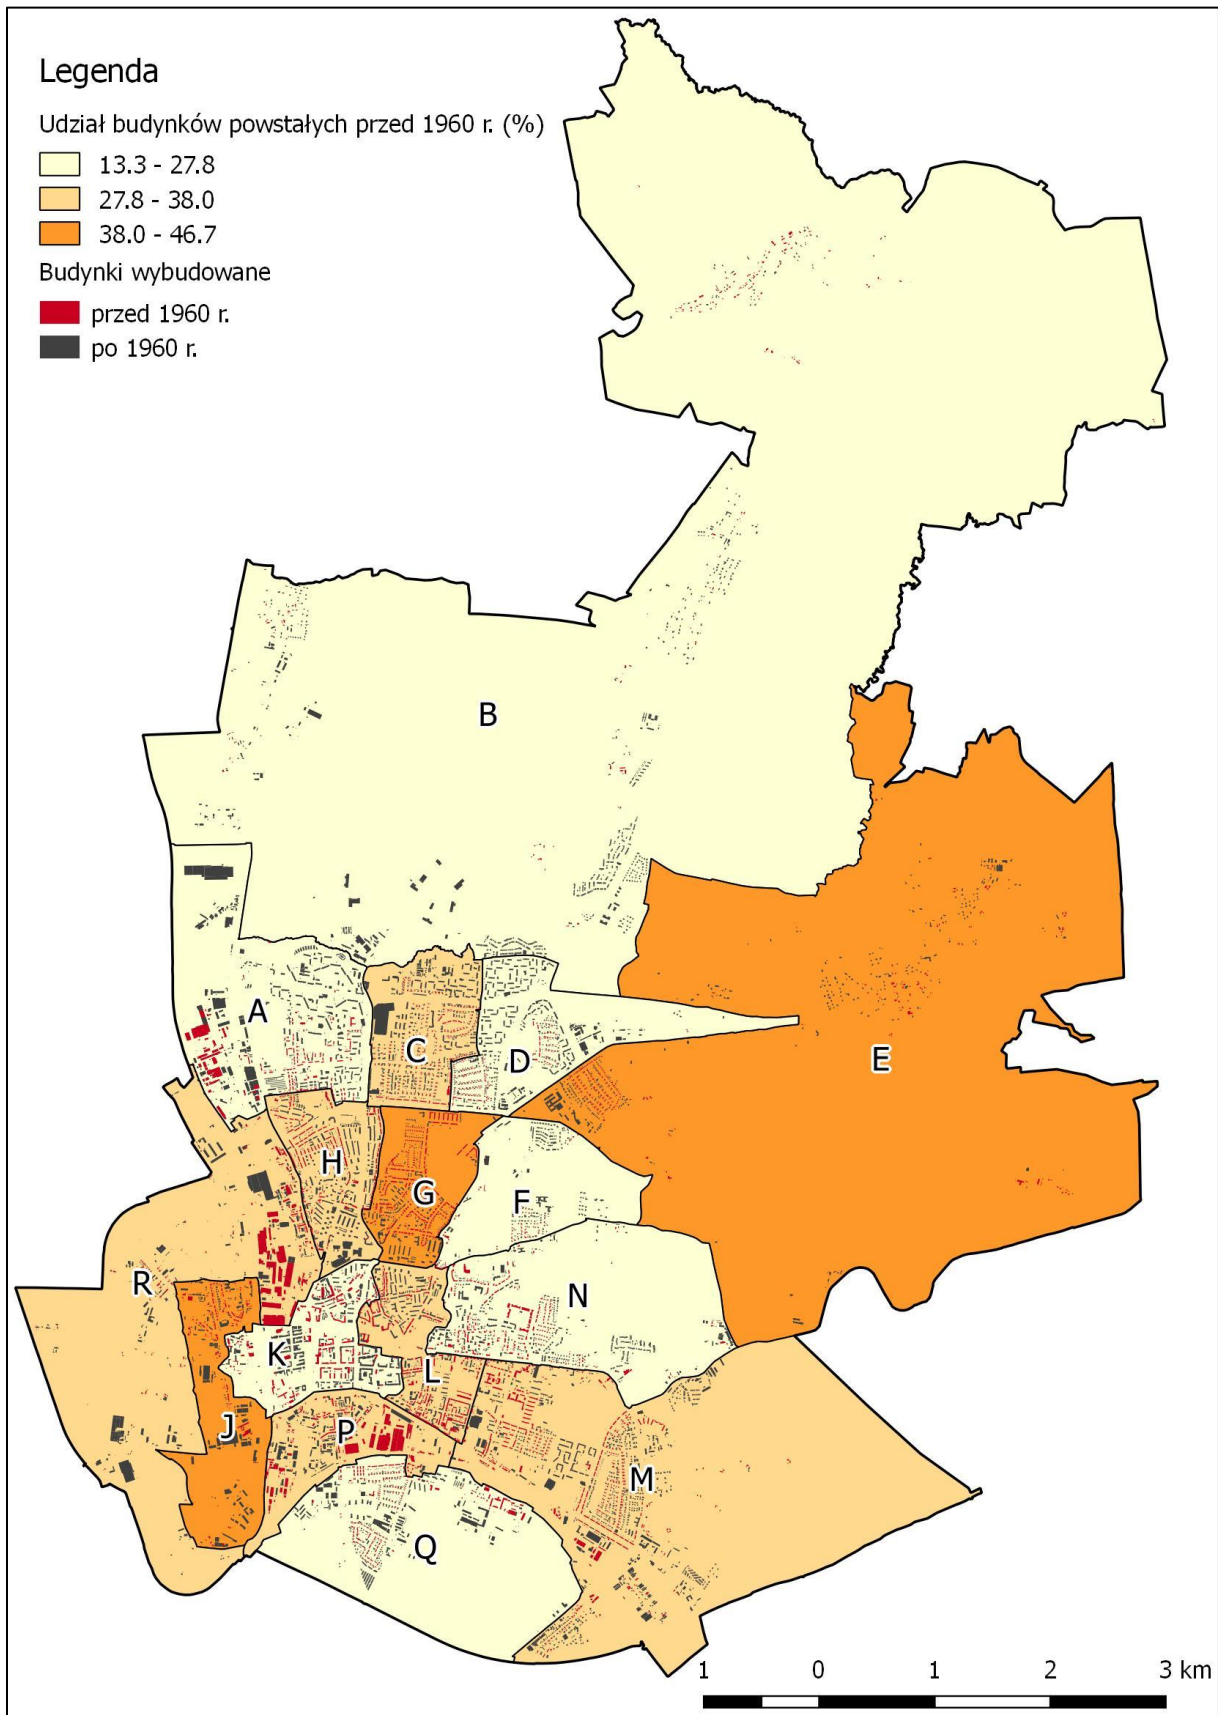 Legenda
Udział budynków powstałych przed 1960 r. (%)
13.3 - 27.8
27.8 - 38.0
38.0 - 46.7
Budynki wybudowane
przed 1960 r.
po 1960 r.
B
A
C
D
E
H
G
F
R
N
K
L
J
P
M
Q
1 0 1 2 3 km